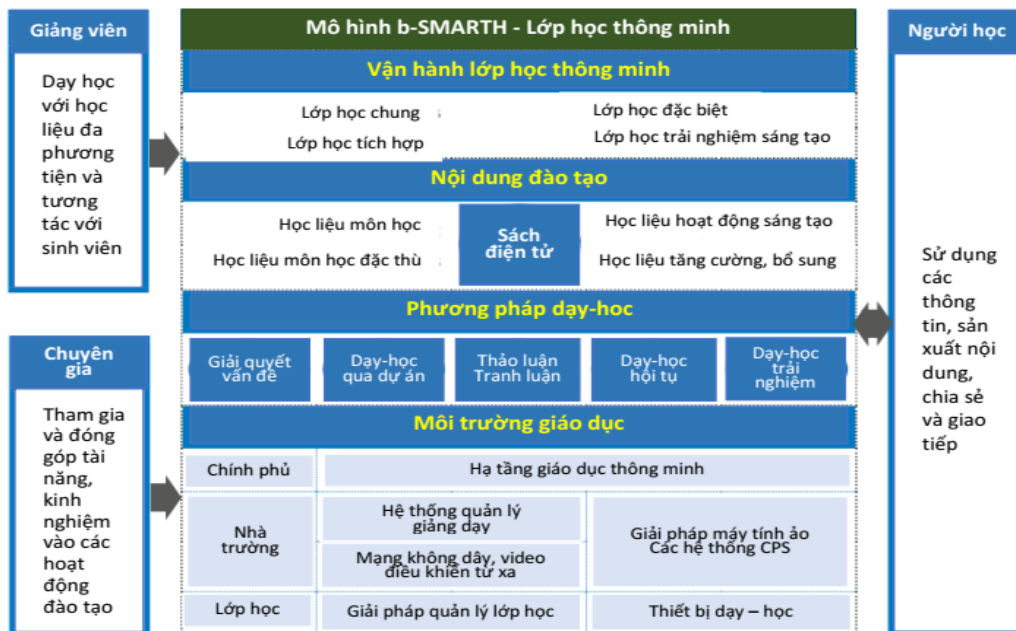 Giảng viên
Dạy học
với học
liệu đa
phương
tiện và
tương
tác với
sinh viên
Chuyên
gia
Tham gia
và đóng
góp tài
năng,
kinh
nghiệm
vào các
hoạt
động
đào tạo
Mô hình b-SMARTH - Lớp học thông minh
Vận hành lớp học thông minh
Lớp học chung
Lớp học đặc biệt
Lớp học tích hợp
Lớp học trải nghiệm sáng tạo
Nội dung đào tạo
Học liệu môn học
Học liệu môn học đặc thù
Sách
điện tử
Học liệu hoạt động sáng tạo
Học liệu tăng cường, bổ sung
Phương pháp dạy-hoc
Giải quyết
vấn đề
Dạy-học
qua dự án
Thảo luận
Tranh luận
Dạy-học
hội tụ
Dạy-học
trải
nghiệm
Môi trường giáo dục
Chính phủ
Hạ tầng giáo dục thông minh
Nhà
trường
Hệ thống quản lý
giảng dạy
Mạng không dây, video
điều khiển từ xa
Giải pháp máy tính ảo
Các hệ thống CPS
Lớp học
Giải pháp quản lý lớp học
Thiết bị dạy – học
Người học
Sử dụng
các
thông
tin, sản
xuất nội
dung,
chia sẻ
và giao
tiếp